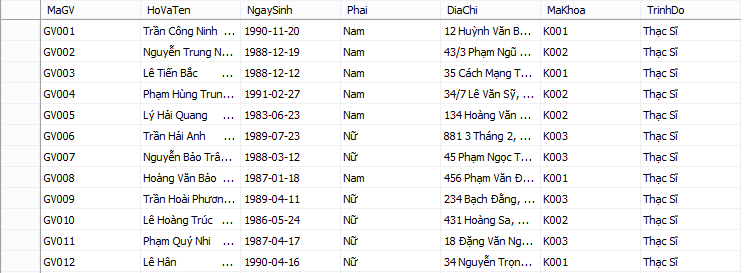 MaGV HoVaTen NgaySinh Phai DiaChi MaKhoa TrinhDo
GV001 Trần Công Ninh ... 1990-11-20 Nam 12 Huỳnh Văn B... K001 Thạc Sĩ
GV002 Nguyễn Trung N... 1988-12-19 Nam 43/3 Phạm Ngũ ... K002 Thạc Sĩ
GV003 Lê Tiến Bắc ... 1988-12-12 Nam 35 Cách Mạng T... K001 Thạc Sĩ
GV004 Phạm Hùng Trun... 1991-02-27 Nam 34/7 Lê Văn Sỹ, ... K002 Thạc Sĩ
GV005 Lý Hải Quang ... 1983-06-23 Nam 134 Hoàng Văn ... K002 Thạc Sĩ
GV006 Trần Hải Anh ... 1989-07-23 Nữ 881 3 Tháng 2, ... K003 Thạc Sĩ
GV007 Nguyễn Bảo Trâ... 1988-03-12 Nữ 45 Phạm Ngọc T... K003 Thạc Sĩ
GV008 Hoàng Văn Bảo ... 1987-01-18 Nam 456 Phạm Văn Đ... K001 Thạc Sĩ
GV009 Trần Hoài Phươn... 1989-04-11 Nữ 234 Bạch Đằng, ... K003 Thạc Sĩ
GV010 Lê Hoàng Trúc ... 1986-05-24 Nữ 431 Hoàng Sa, ... K002 Thạc Sĩ
GV011 Phạm Quý Nhi ... 1987-04-17 Nữ 18 Đặng Văn Ng... K003 Thạc Sĩ
GV012 Lê Hân ... 1990-04-16 Nữ 34 Nguyễn Trọn... K001 Thạc Sĩ